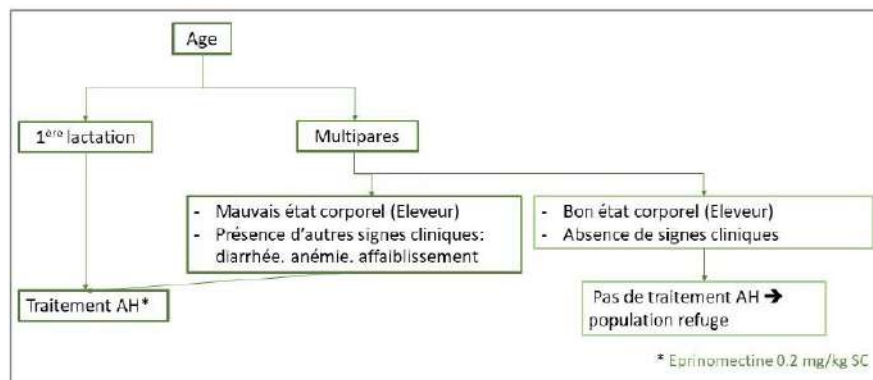 Age
1ère lactation
Multipares
- Mauvais état corporel (Eleveur)
- Présence d'autres signes cliniques:
diarrhée, anémie, affaiblissement
- Bon état corporel (Eleveur)
- Absence de signes cliniques
Traitement AH*
Pas de traitement AH ➔
population refuge
* Eprinomectine 0.2 mg/kg SC